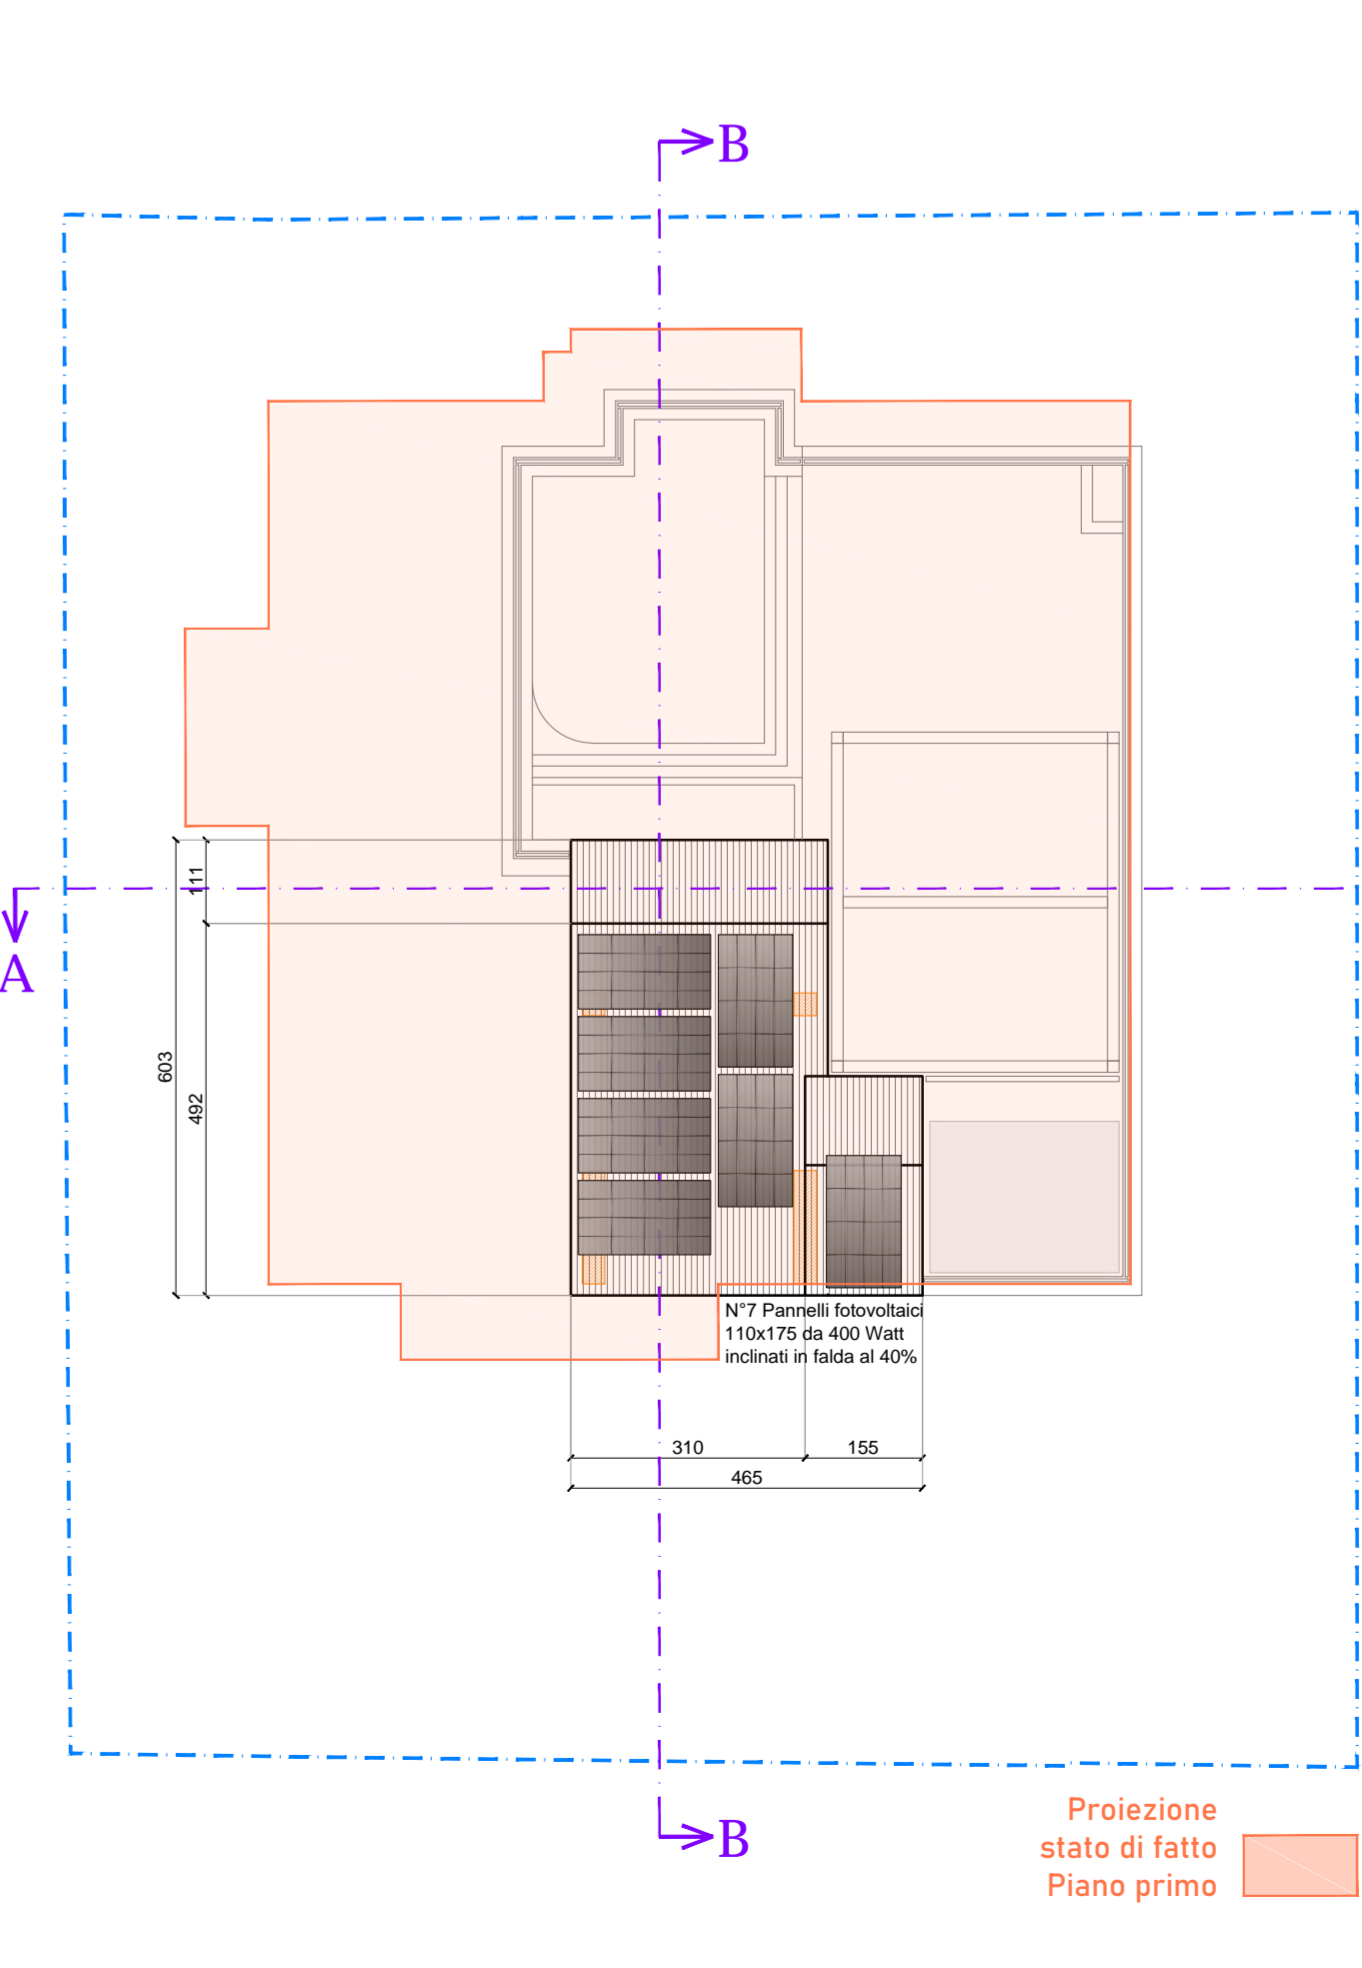 B
111
A
603
492
N°7 Pannelli fotovoltaici
110x175 da 400 Watt
inclinati in falda al 40%
310
155
465
B
Proiezione
stato di fatto
Piano primo